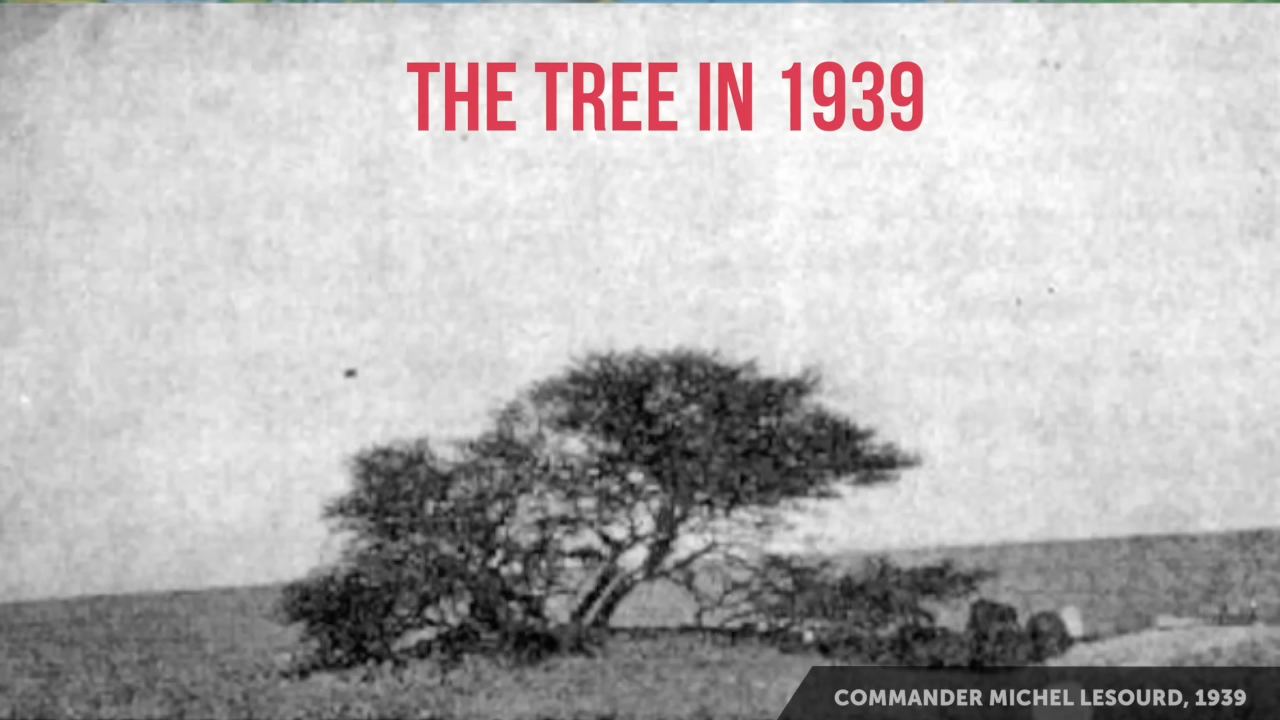 THE TREE IN 1939
COMMANDER MICHEL LESOURD, 1939